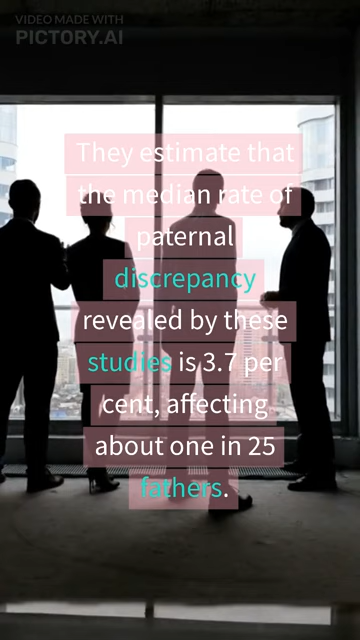 VIDEO MADE WITH
PICTORY.AI
They estimate that
the median rate of
paternal
discrepancy
revealed by these
studies is 3.7 per
cent, affecting
about one in 25
fathers.